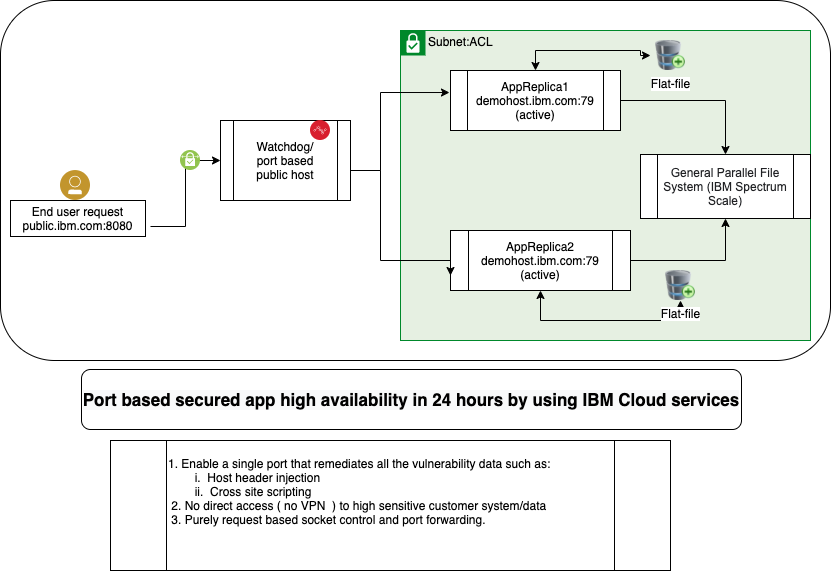 Subnet:ACL
Flat-file
AppReplica1
demohost.ibm.com:79
(active)
Watchdog/
port based
public host
General Parallel File
System (IBM Spectrum
Scale)
End user request
public.ibm.com:8080
AppReplica2
demohost.ibm.com:79
(active)
Flat-file
Port based secured app high availability in 24 hours by using IBM Cloud services
1. Enable a single port that remediates all the vulnerability data such as:
i. Host header injection
ii. Cross site scripting
2. No direct access ( no VPN ) to high sensitive customer system/data
3. Purely request based socket control and port forwarding.